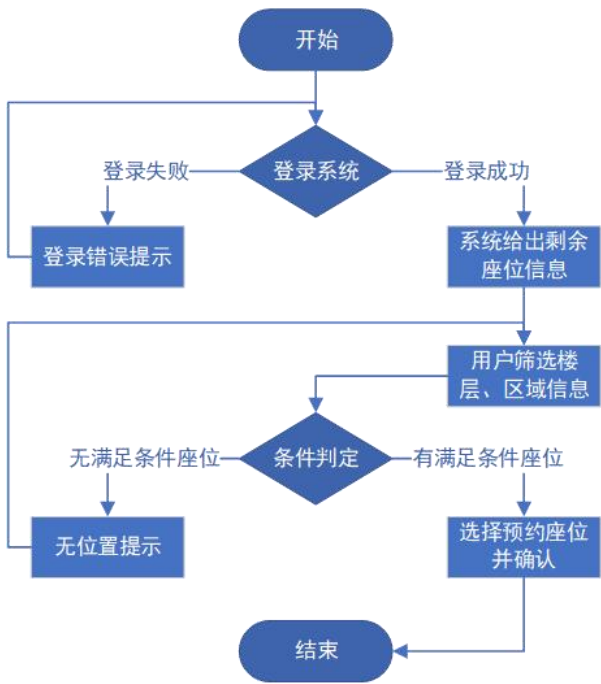 开始
登录系统
登录失败
登录成功
登录错误提示
系统给出剩余
座位信息
用户筛选楼
层、区域信息
条件判定
无满足条件座位
有满足条件座位
无位置提示
选择预约座位
并确认
结束